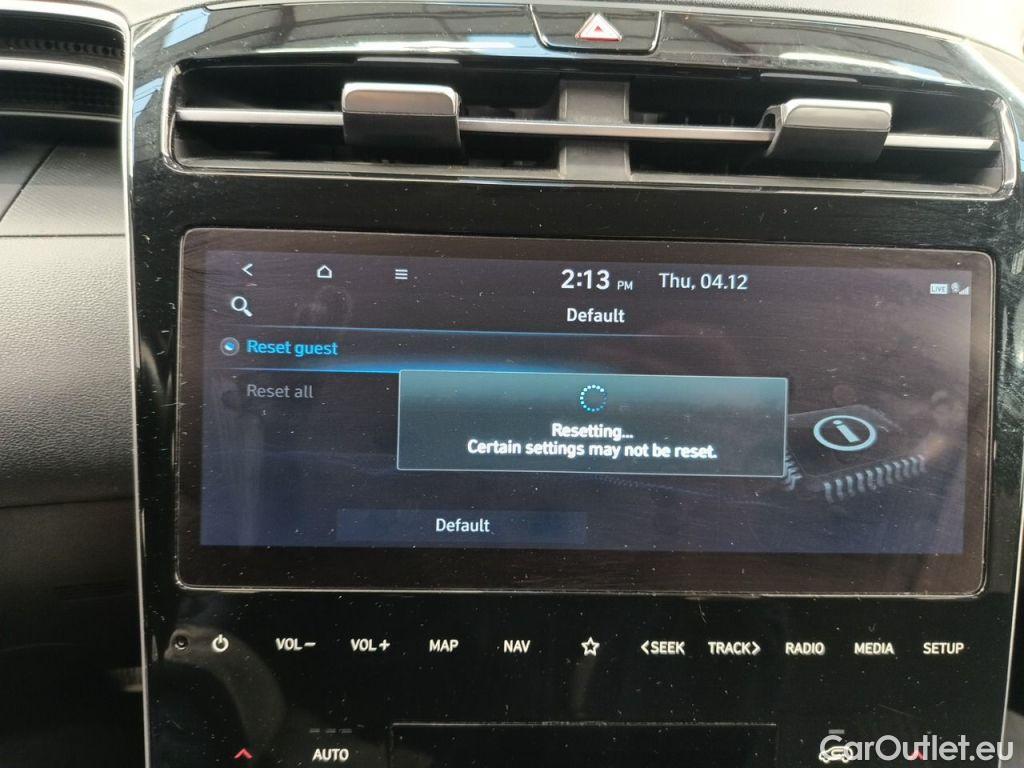 2:13 PM Thu, 04.12
LIVE
Default
Reset guest
Reset all
Resetting...
Certain settings may not be reset.
Default
VOL− VOL+ MAP NAV <SEEK TRACK> RADIO MEDIA SETUP
AUTO
CarOutlet.eu